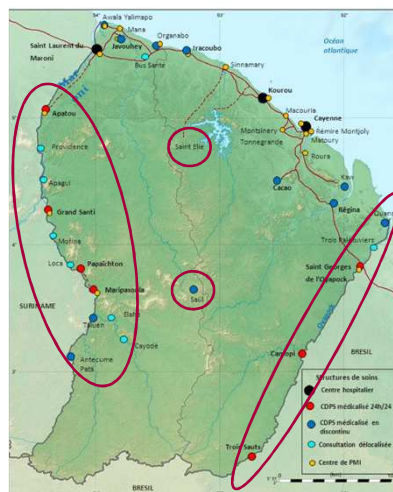 Awala Yalimapo
Mana
Organabo
Iracoubo
Javouhey
Saint Laurent du
Maroni
Bus Santé
Sinnamary
Océan
atlantique
Kourou
Macouria
Cayenne
Montsinery
Tonnegrande
Rémire Montjoly
Matoury
Roura
Apatou
Providence
Saint Elie
Apagui
Cacao
Kaw
Régina
Grand Santi
Mofina
Trois Palétuviers
Loca
Papaïchton
Saint Georges
de l'Oyapock
Maripasoula
Saül
SURINAME
Elahé
Cayodé
Antecume
Pata
Oyapock
Camopi
BRESIL
Trois Sauts
BRESIL
Structures de soins
Centre hospitalier
CDPS médicalisé 24h/24
CDPS médicalisé en
discontinu
Consultation délocalisée
Centre de PMI